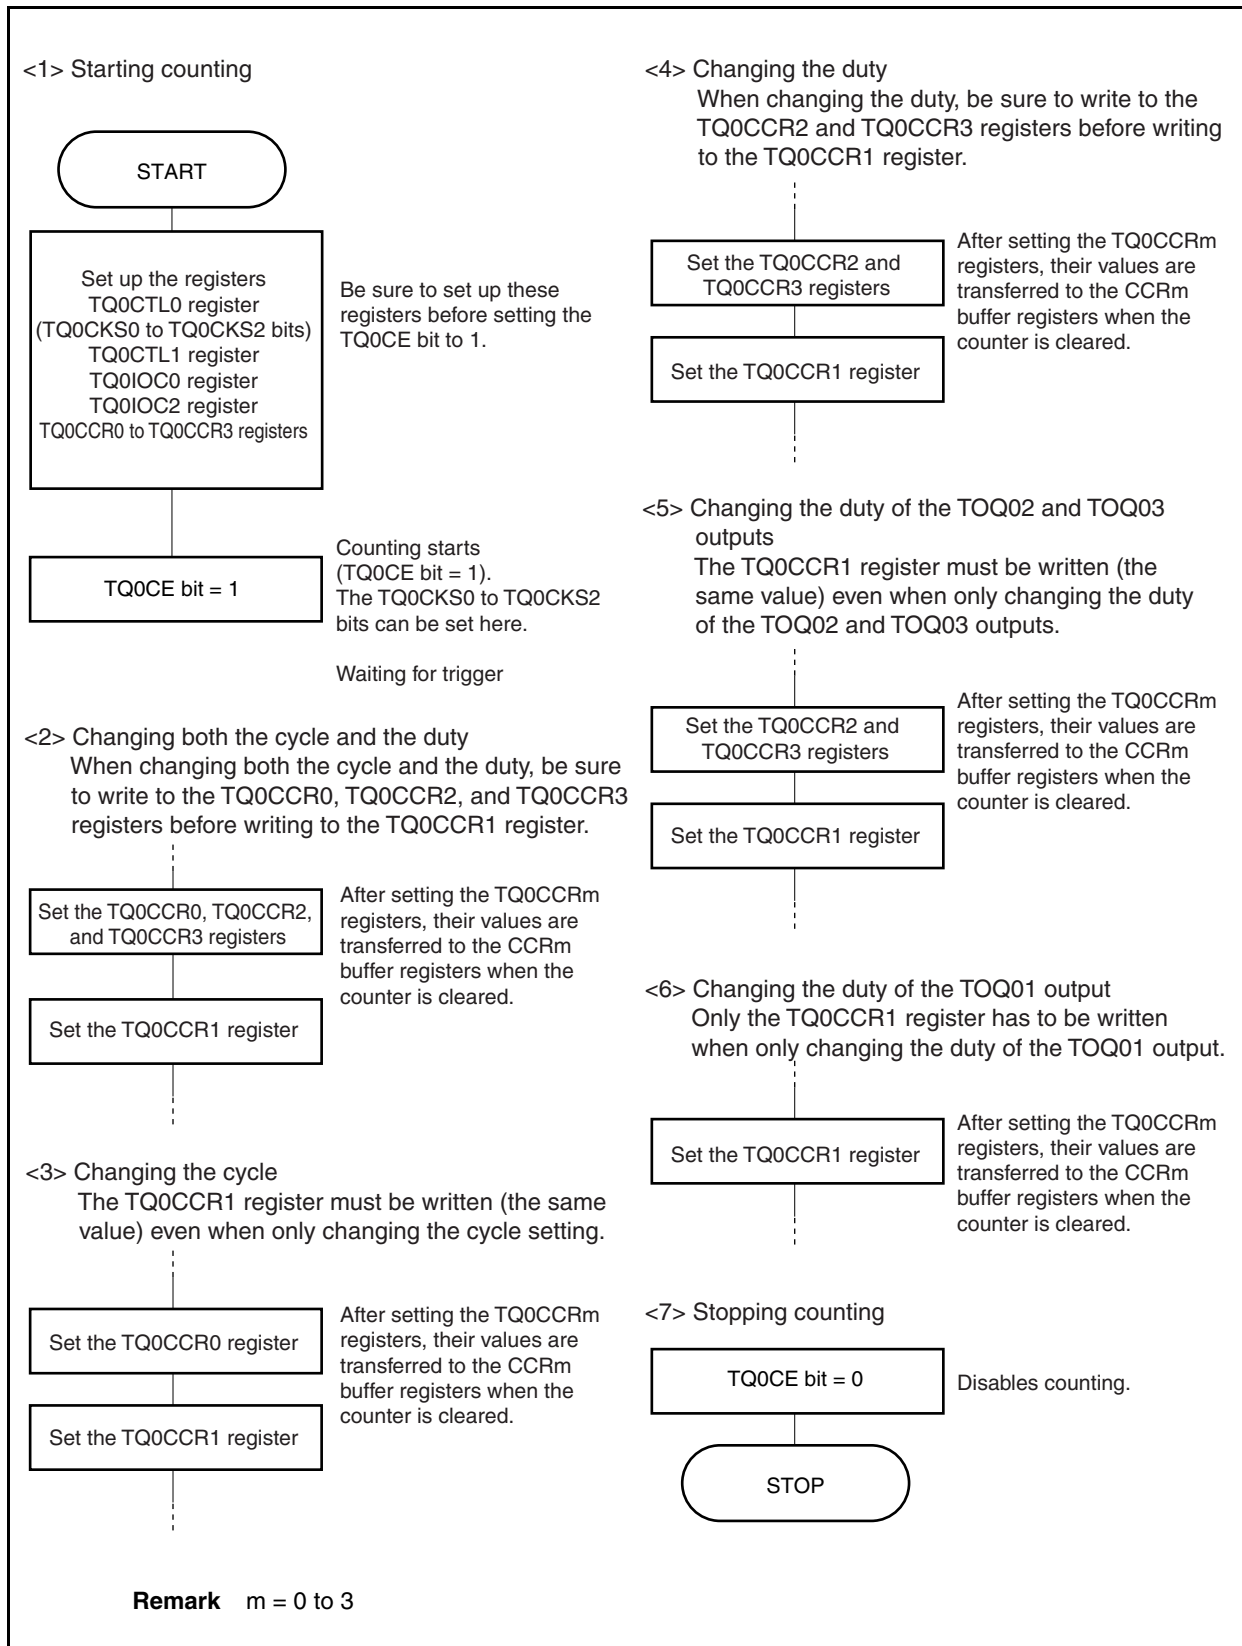 <1> Starting counting
START
Set up the registers
TQ0CTL0 register
(TQ0CKS0 to TQ0CKS2 bits)
TQ0CTL1 register
TQ0IOC0 register
TQ0IOC2 register
TQ0CCR0 to TQ0CCR3 registers
Be sure to set up these
registers before setting the
TQ0CE bit to 1.
TQ0CE bit = 1
Counting starts
(TQ0CE bit = 1).
The TQ0CKS0 to TQ0CKS2
bits can be set here.
Waiting for trigger
<2> Changing both the cycle and the duty
When changing both the cycle and the duty, be sure
to write to the TQ0CCR0, TQ0CCR2, and TQ0CCR3
registers before writing to the TQ0CCR1 register.
Set the TQ0CCR0, TQ0CCR2,
and TQ0CCR3 registers
After setting the TQ0CCRm
registers, their values are
transferred to the CCRm
buffer registers when the
counter is cleared.
Set the TQ0CCR1 register
<3> Changing the cycle
The TQ0CCR1 register must be written (the same
value) even when only changing the cycle setting.
Set the TQ0CCR0 register
After setting the TQ0CCRm
registers, their values are
transferred to the CCRm
buffer registers when the
counter is cleared.
Set the TQ0CCR1 register
<4> Changing the duty
When changing the duty, be sure to write to the
TQ0CCR2 and TQ0CCR3 registers before writing
to the TQ0CCR1 register.
Set the TQ0CCR2 and
TQ0CCR3 registers
After setting the TQ0CCRm
registers, their values are
transferred to the CCRm
buffer registers when the
counter is cleared.
Set the TQ0CCR1 register
<5> Changing the duty of the TOQ02 and TOQ03
outputs
The TQ0CCR1 register must be written (the
same value) even when only changing the duty
of the TOQ02 and TOQ03 outputs.
Set the TQ0CCR2 and
TQ0CCR3 registers
After setting the TQ0CCRm
registers, their values are
transferred to the CCRm
buffer registers when the
counter is cleared.
Set the TQ0CCR1 register
<6> Changing the duty of the TOQ01 output
Only the TQ0CCR1 register has to be written
when only changing the duty of the TOQ01 output.
Set the TQ0CCR1 register
After setting the TQ0CCRm
registers, their values are
transferred to the CCRm
buffer registers when the
counter is cleared.
<7> Stopping counting
TQ0CE bit = 0
Disables counting.
STOP
Remark m = 0 to 3